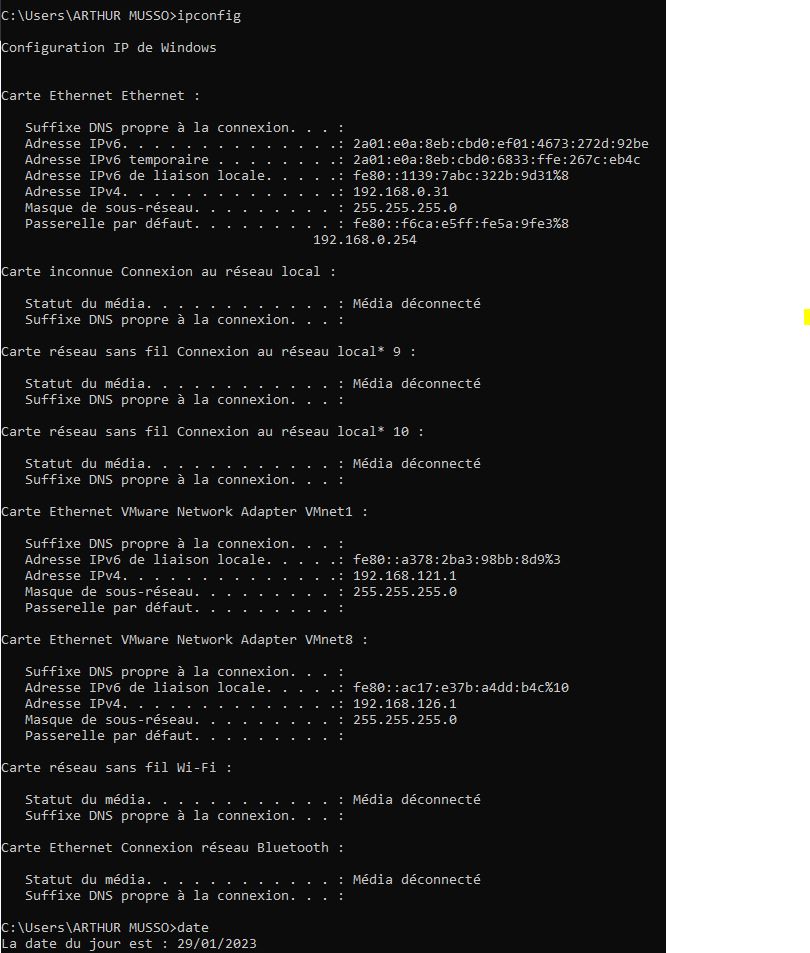 C:\Users\ARTHUR MUSSO>ipconfig
Configuration IP de Windows
Carte Ethernet Ethernet :
Suffixe DNS propre à la connexion. . . :
Adresse IPv6. . . . . . . . . . . . . .: 2a01:e0a:8eb:cbd0:ef01:4673:272d:92be
Adresse IPv6 temporaire . . . . . . . .: 2a01:e0a:8eb:cbd0:6833:ffe:267c:eb4c
Adresse IPv6 de liaison locale. . . . .: fe80::1139:7abc:322b:9d31%8
Adresse IPv4. . . . . . . . . . . . . .: 192.168.0.31
Masque de sous-réseau. . . . . . . . . : 255.255.255.0
Passerelle par défaut. . . . . . . . . : fe80::f6ca:e5ff:fe5a:9fe3%8
192.168.0.254
Carte inconnue Connexion au réseau local :
Statut du média. . . . . . . . . . . . : Média déconnecté
Suffixe DNS propre à la connexion. . . :
Carte réseau sans fil Connexion au réseau local* 9 :
Statut du média. . . . . . . . . . . . : Média déconnecté
Suffixe DNS propre à la connexion. . . :
Carte réseau sans fil Connexion au réseau local* 10 :
Statut du média. . . . . . . . . . . . : Média déconnecté
Suffixe DNS propre à la connexion. . . :
Carte Ethernet VMware Network Adapter VMnet1 :
Suffixe DNS propre à la connexion. . . :
Adresse IPv6 de liaison locale. . . . .: fe80::a378:2ba3:98bb:8d9%3
Adresse IPv4. . . . . . . . . . . . . .: 192.168.121.1
Masque de sous-réseau. . . . . . . . . : 255.255.255.0
Passerelle par défaut. . . . . . . . . :
Carte Ethernet VMware Network Adapter VMnet8 :
Suffixe DNS propre à la connexion. . . :
Adresse IPv6 de liaison locale. . . . .: fe80::ac17:e37b:a4dd:b4c%10
Adresse IPv4. . . . . . . . . . . . . .: 192.168.126.1
Masque de sous-réseau. . . . . . . . . : 255.255.255.0
Passerelle par défaut. . . . . . . . . :
Carte réseau sans fil Wi-Fi :
Statut du média. . . . . . . . . . . . : Média déconnecté
Suffixe DNS propre à la connexion. . . :
Carte Ethernet Connexion réseau Bluetooth :
Statut du média. . . . . . . . . . . . : Média déconnecté
Suffixe DNS propre à la connexion. . . :
C:\Users\ARTHUR MUSSO>date
La date du jour est : 29/01/2023